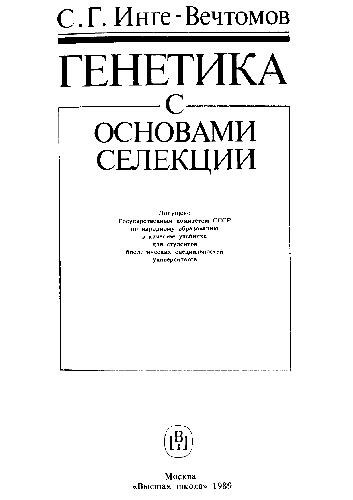 С. Г. Инге-Вечтомов
ГЕНЕТИКА
С
ОСНОВАМИ
СЕЛЕКЦИИ
Допущено
Государственным комитетом СССР
по народному образованию
в качестве учебника
для студентов
биологических специальностей
университетов
Москва
«Высшая школа» 1989